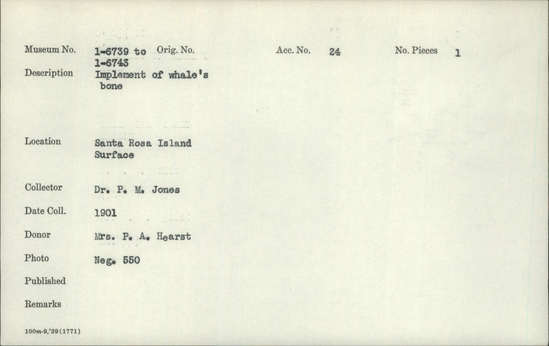 Museum No. 1-6739 to Orig. No. Acc. No. 24 No. Pieces 1
1-6743
Description Implement of whale's
bone
Location Santa Rosa Island
Surface
Collector Dr. P. M. Jones
Date Coll. 1901
Donor Mrs. P. A. Hearst
Photo Neg. 550
Published
Remarks
100m-9,'39(1771)